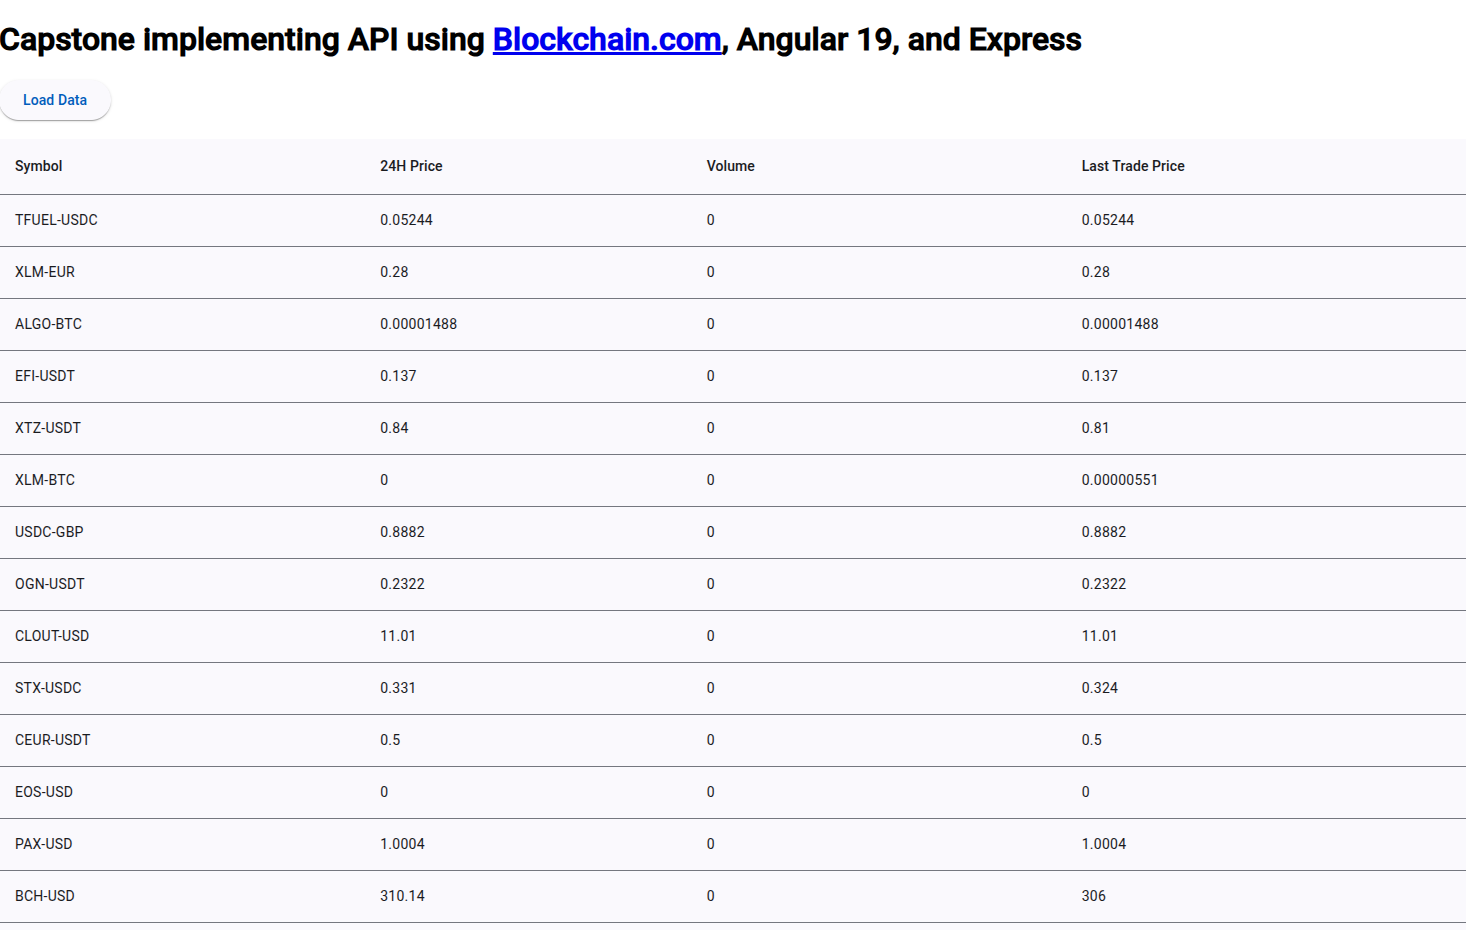 Capstone implementing API using Blockchain.com, Angular 19, and Express
Load Data
Symbol 24H Price Volume Last Trade Price
TFUEL-USDC 0.05244 0 0.05244
XLM-EUR 0.28 0 0.28
ALGO-BTC 0.00001488 0 0.00001488
EFI-USDT 0.137 0 0.137
XTZ-USDT 0.84 0 0.81
XLM-BTC 0 0 0.00000551
USDC-GBP 0.8882 0 0.8882
OGN-USDT 0.2322 0 0.2322
CLOUT-USD 11.01 0 11.01
STX-USDC 0.331 0 0.324
CEUR-USDT 0.5 0 0.5
EOS-USD 0 0 0
PAX-USD 1.0004 0 1.0004
BCH-USD 310.14 0 306